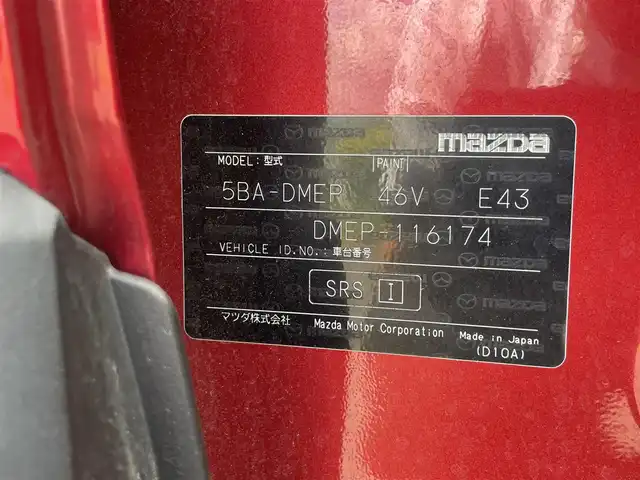 mazda
MODEL:型式 PAINT
5BA-DMEP 46V E43
DMEP-116174
VEHICLE ID.NO.:車台番号
SRS I
マツダ株式会社 Mazda Motor Corporation Made in Japan
(D10A)